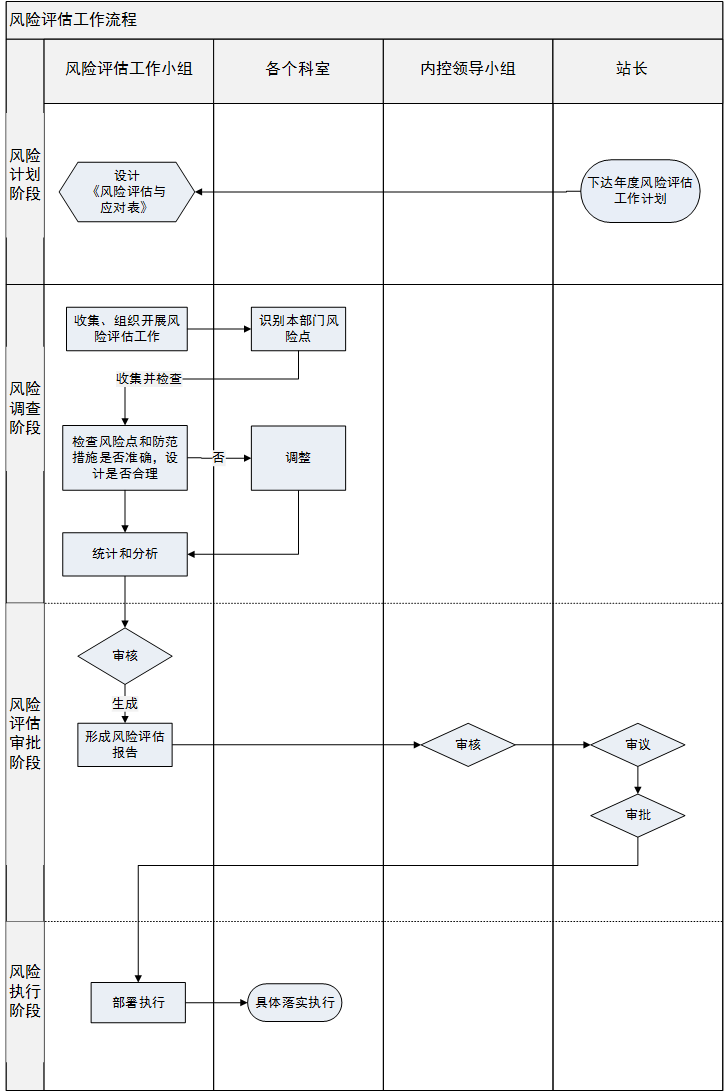 风险评估工作流程
风险评估工作小组
各个科室
内控领导小组
站长
风险
计划
阶段
设计
《风险评估与
应对表》
下达年度风险评估
工作计划
风险
调查
阶段
收集、组织开展风
险评估工作
识别本部门风
险点
收集并检查
检查风险点和防范
措施是否准确，设
计是否合理
否
调整
统计和分析
风险
评估
审批
阶段
审核
生成
形成风险评估
报告
审核
审议
审批
风险
执行
阶段
部署执行
具体落实执行